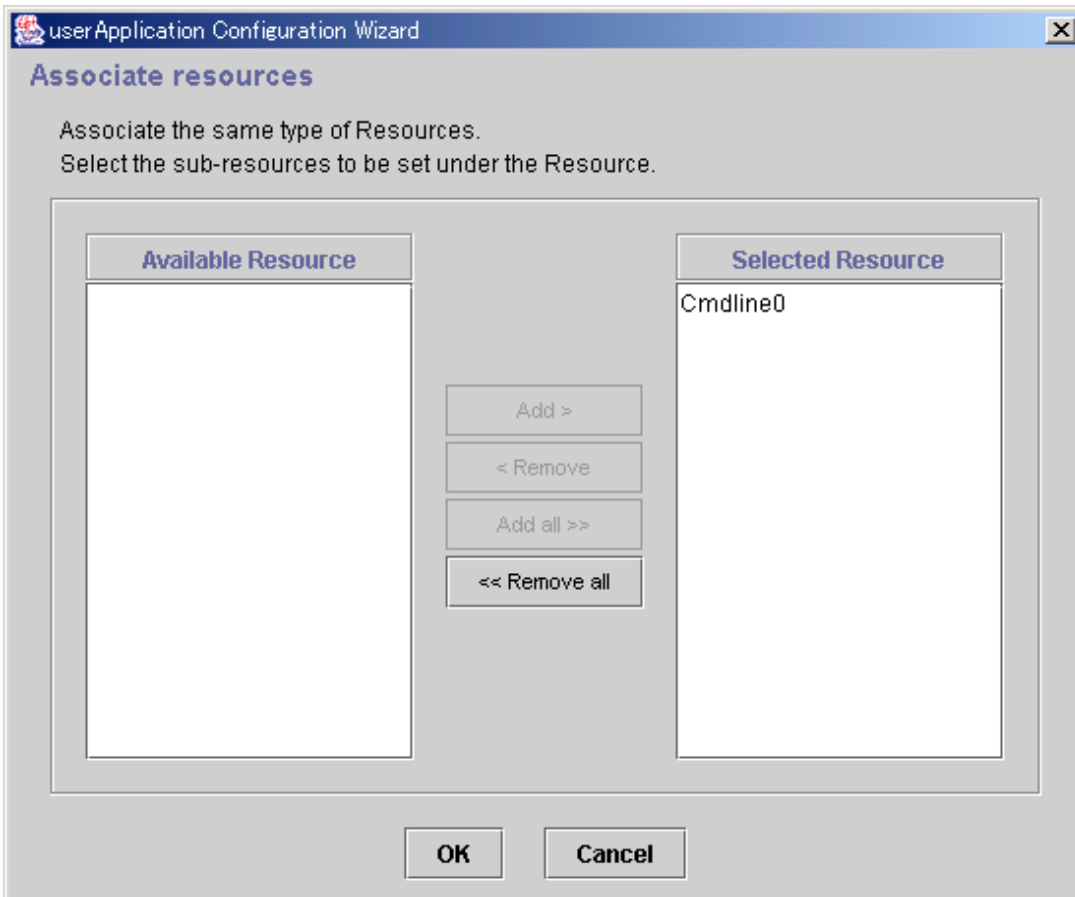 userApplication Configuration Wizard
Associate resources
Associate the same type of Resources.
Select the sub-resources to be set under the Resource.
Available Resource
Selected Resource
Cmdline0
Add >
< Remove
Add all >>
<< Remove all
OK
Cancel